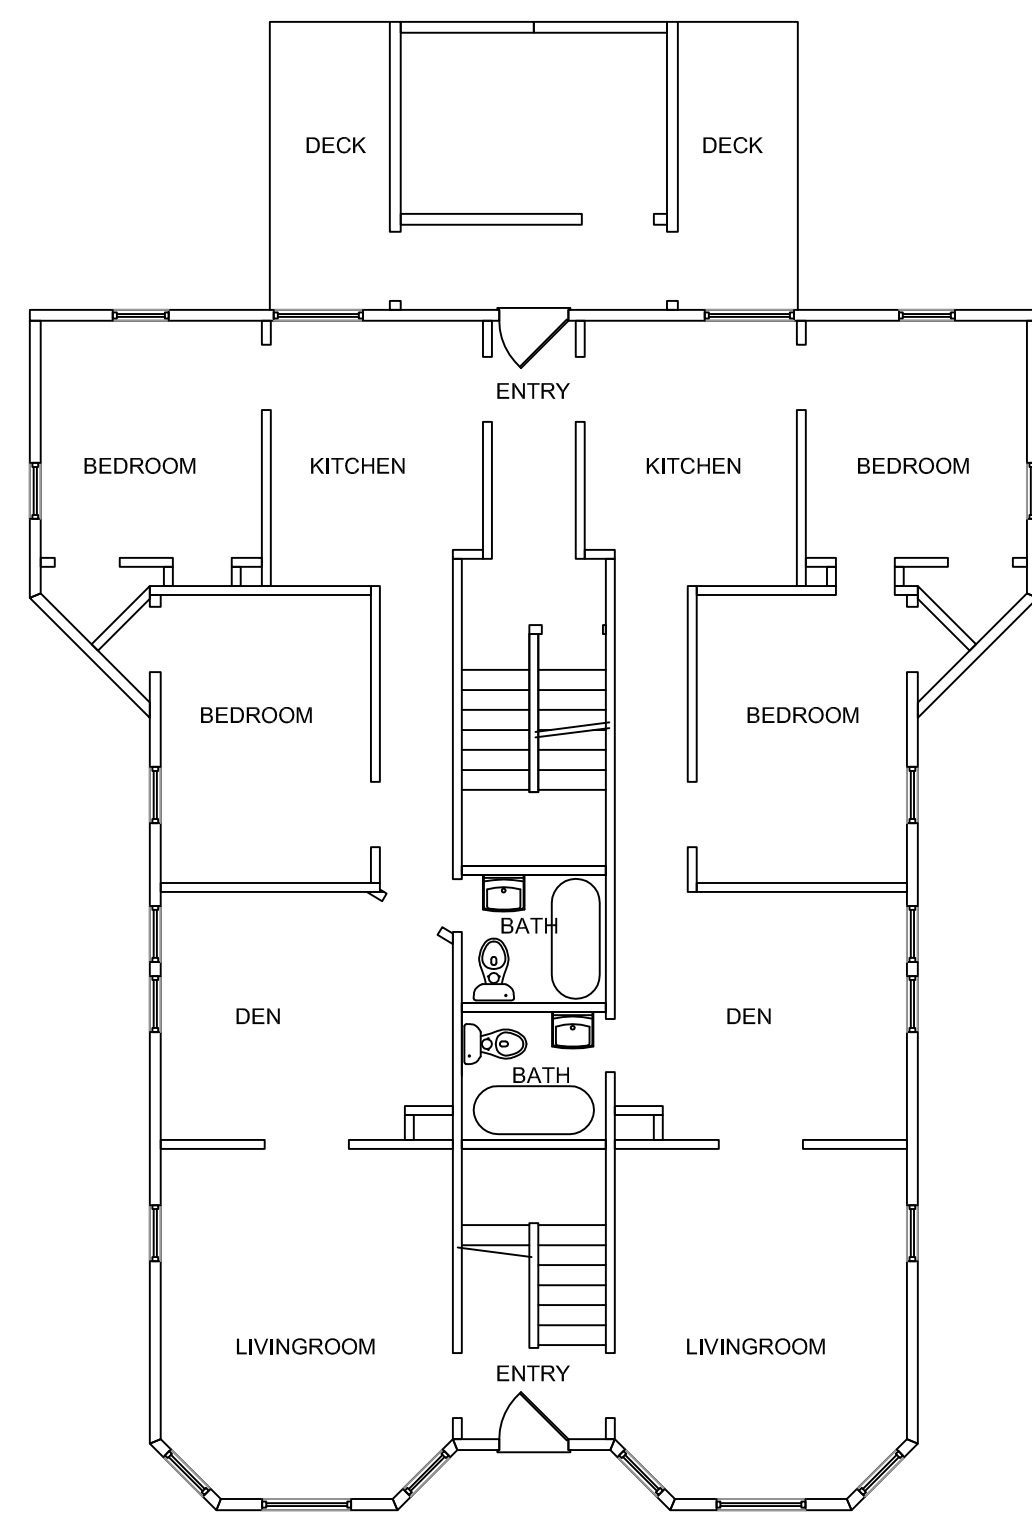 DECK
DECK
ENTRY
BEDROOM
KITCHEN
KITCHEN
BEDROOM
BEDROOM
BEDROOM
BATH
DEN
DEN
BATH
LIVINGROOM
LIVINGROOM
ENTRY